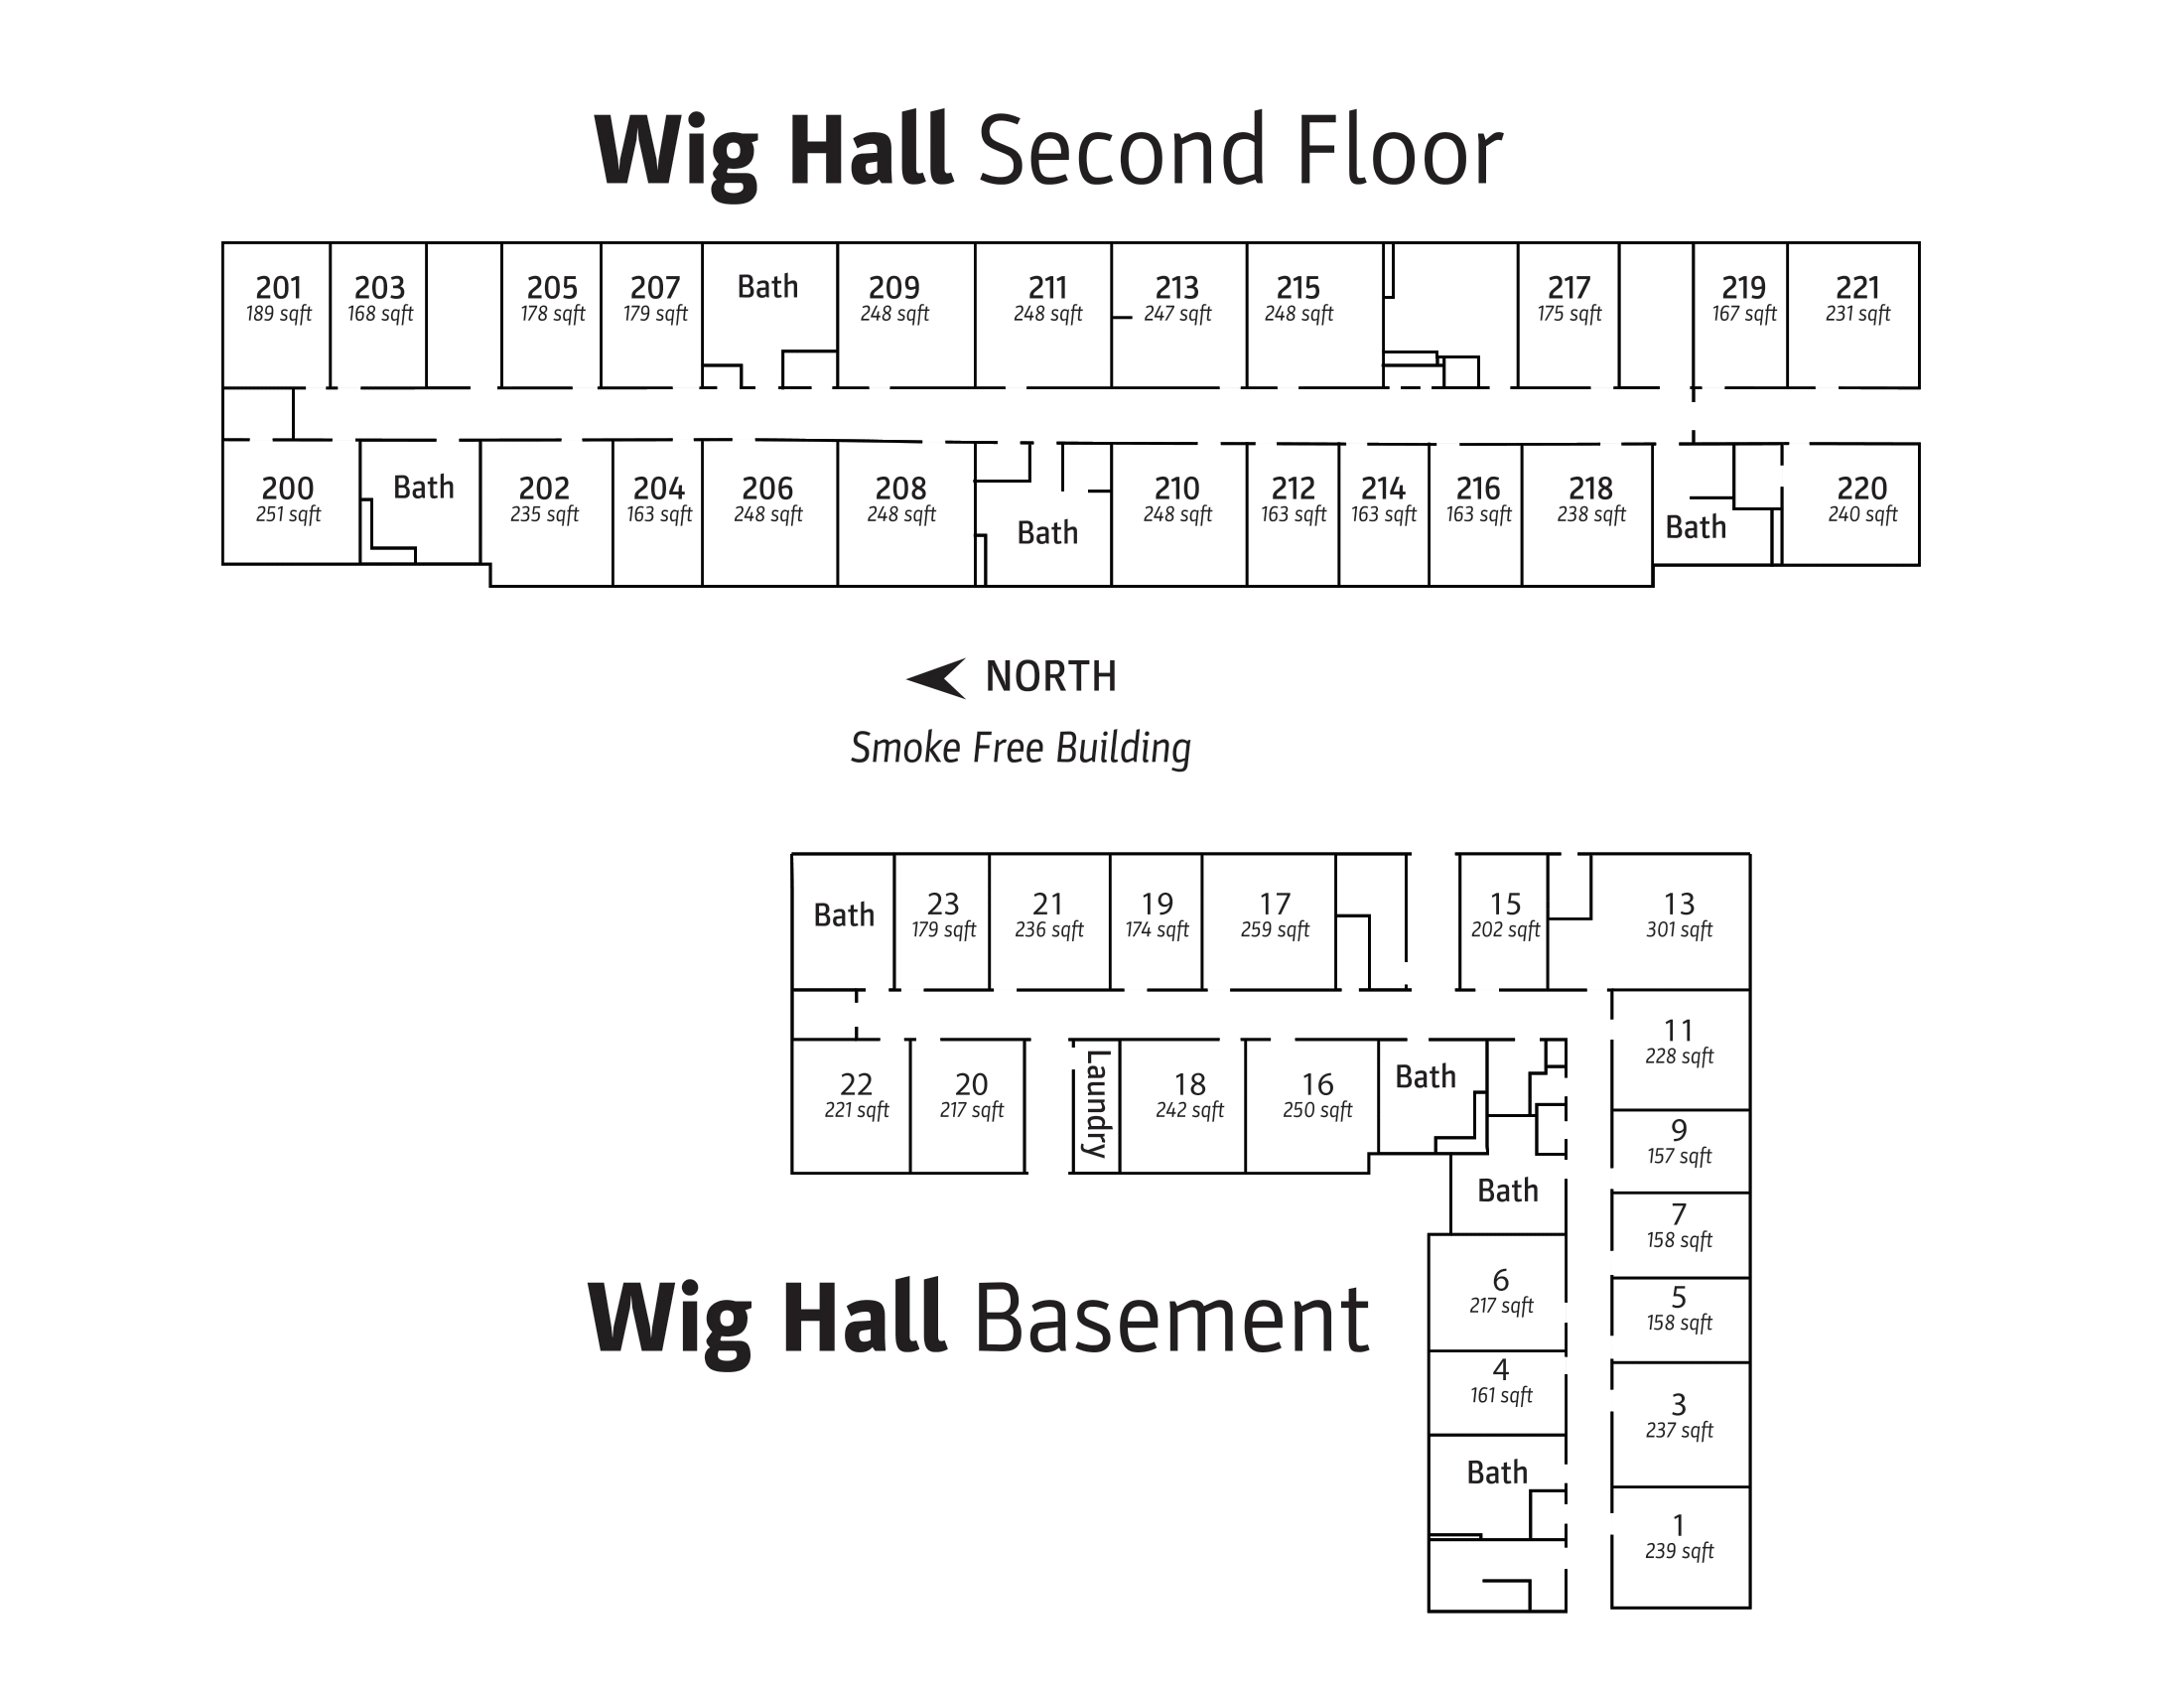 Wig Hall Second Floor
201 203 205 207 Bath 209 211 213 215 217 219 221
189 sqft 168 sqft 178 sqft 179 sqft 248 sqft 248 sqft 247 sqft 248 sqft 175 sqft 167 sqft 231 sqft
200 Bath 202 204 206 208 210 212 214 216 218 220
251 sqft 235 sqft 163 sqft 248 sqft 248 sqft 248 sqft 163 sqft 163 sqft 163 sqft 238 sqft 240 sqft
Bath Bath
NORTH
Smoke Free Building
Bath 23 21 19 17 15 13
179 sqft 236 sqft 174 sqft 259 sqft 202 sqft 301 sqft
11
228 sqft
22 20 Laundry 18 16 Bath
221 sqft 217 sqft 242 sqft 250 sqft
9
157 sqft
Bath
7
158 sqft
Wig Hall Basement
6
217 sqft
5
158 sqft
4
161 sqft
3
237 sqft
Bath
1
239 sqft